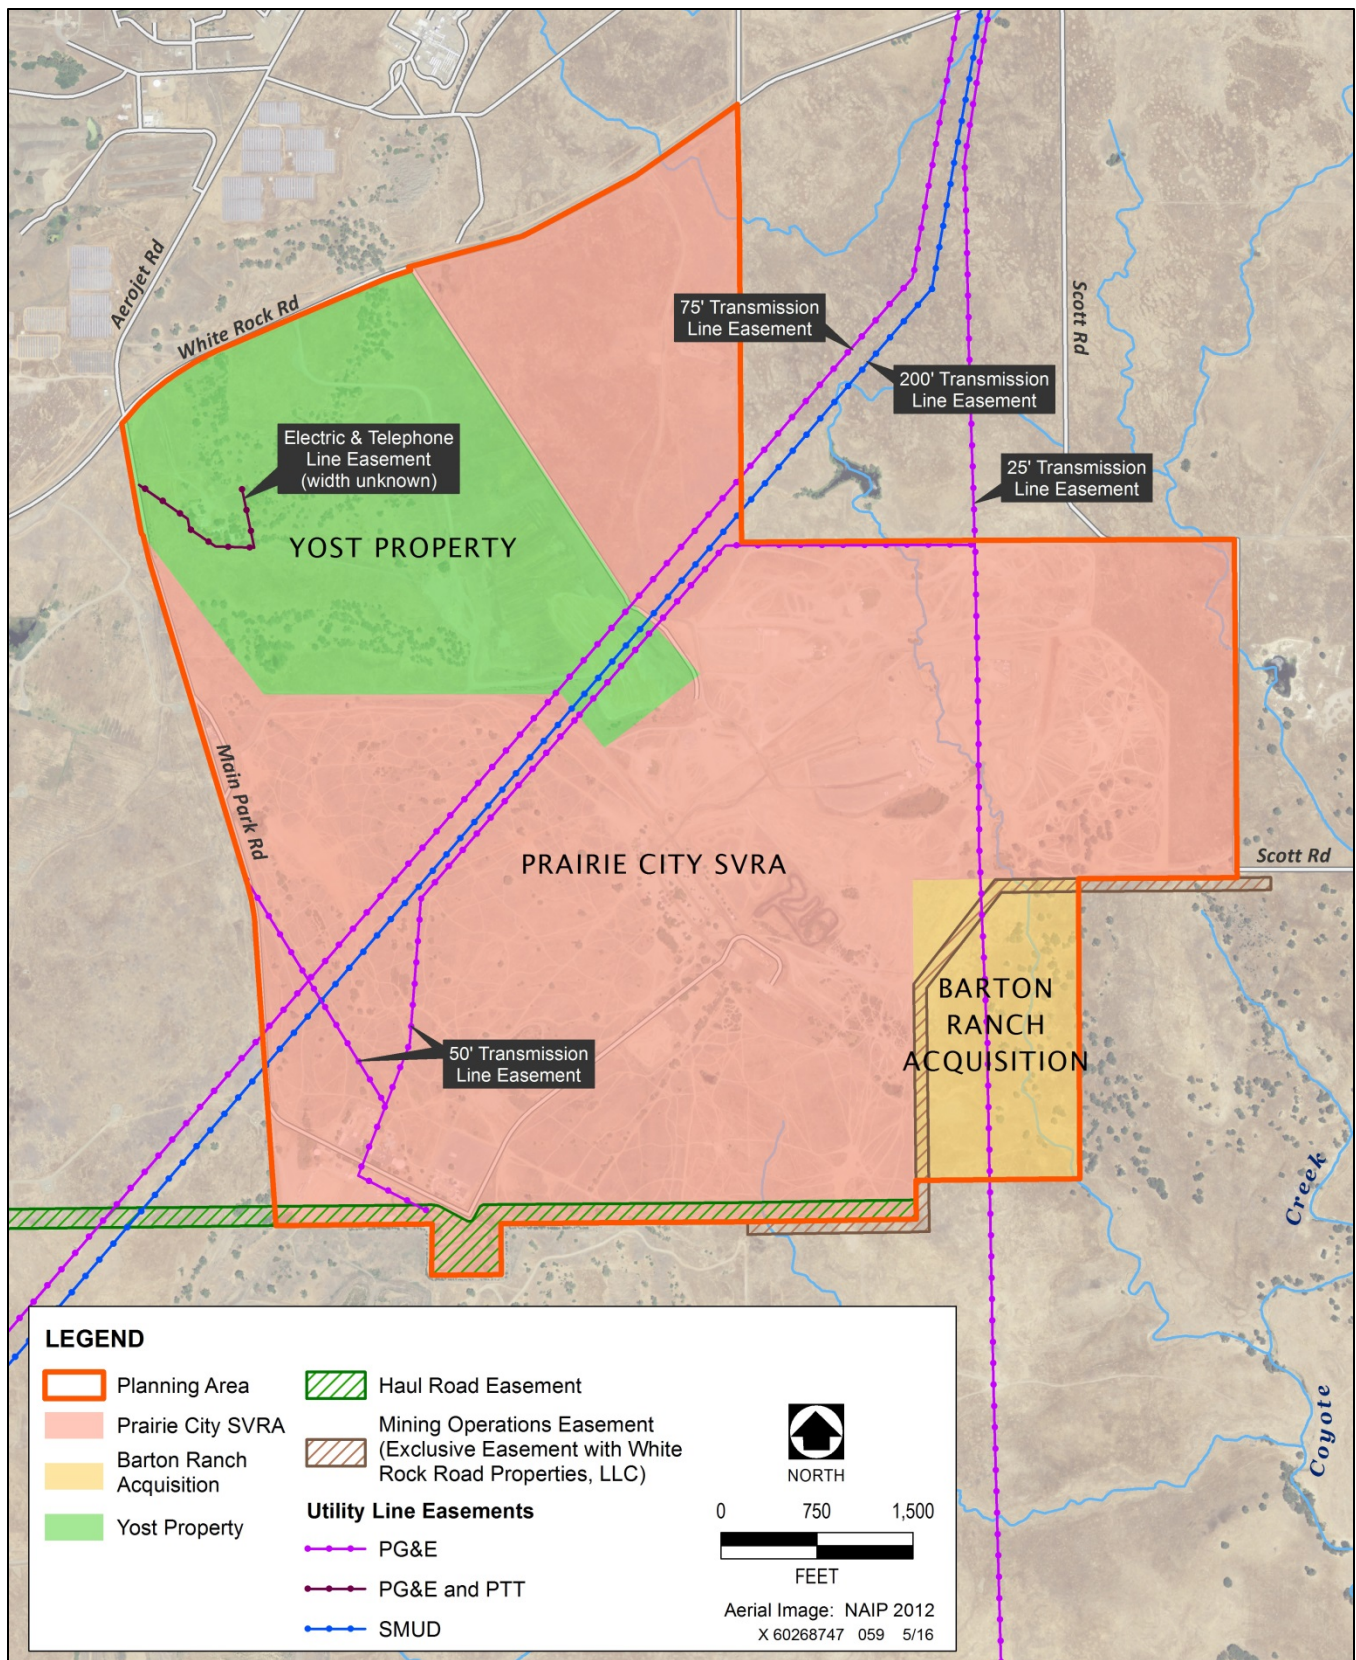 Aerojet Rd
White Rock Rd
Scott Rd
75' Transmission
Line Easement
200' Transmission
Line Easement
Electric & Telephone
Line Easement
(width unknown)
25' Transmission
Line Easement
YOST PROPERTY
Main Park Rd
PRAIRIE CITY SVRA
Scott Rd
BARTON
RANCH
ACQUISITION
50' Transmission
Line Easement
Creek
Coyote
LEGEND
Planning Area
Prairie City SVRA
Barton Ranch
Acquisition
Yost Property
Haul Road Easement
Mining Operations Easement
(Exclusive Easement with White
Rock Road Properties, LLC)
Utility Line Easements
PG&E
PG&E and PTT
SMUD
NORTH
0 750 1,500
FEET
Aerial Image: NAIP 2012
X 60268747 059 5/16